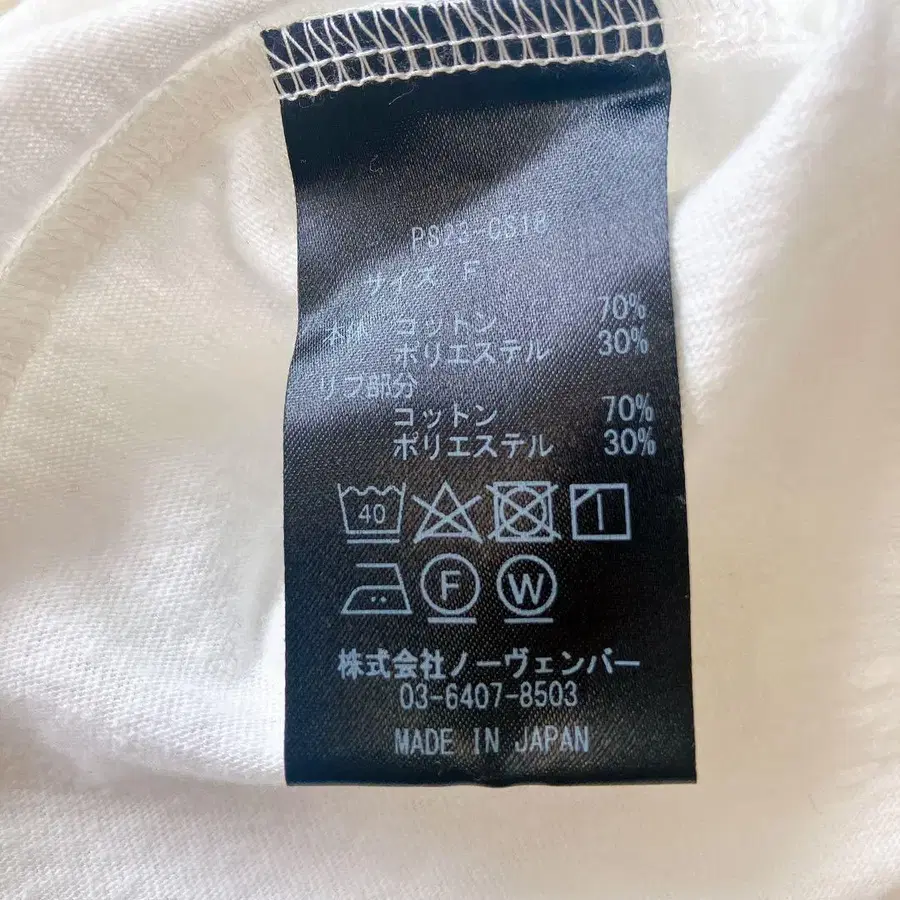 PS23-CS18
サイズ F
本体 コットン 70%
ポリエステル 30%
リブ部分
コットン 70%
ポリエステル 30%
40
F W
株式会社ノーヴェンバー
03-6407-8503
MADE IN JAPAN